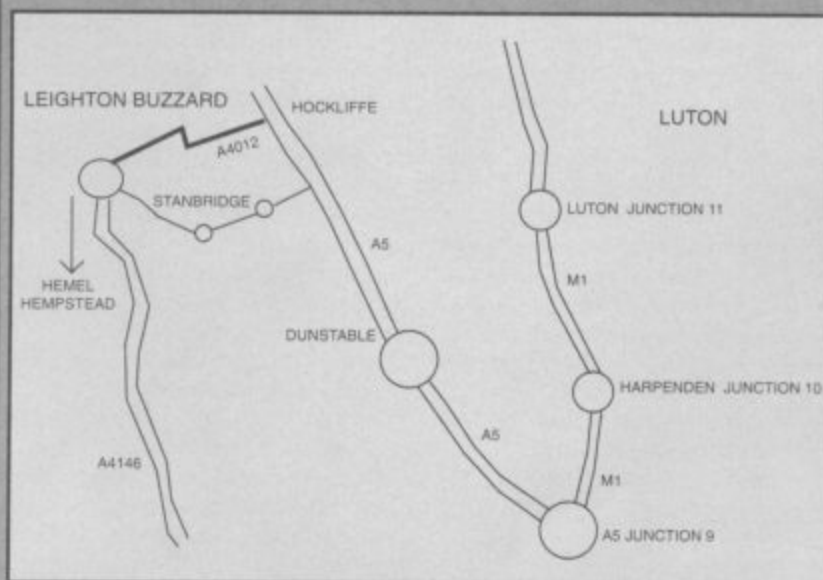 LEIGHTON BUZZARD
HOCKLIFFE
LUTON
A4012
STANBRIDGE
LUTON JUNCTION 11
A5
M1
HEMEL
HEMPSTEAD
DUNSTABLE
HARPENDEN JUNCTION 10
A5
A4146
M1
A5 JUNCTION 9